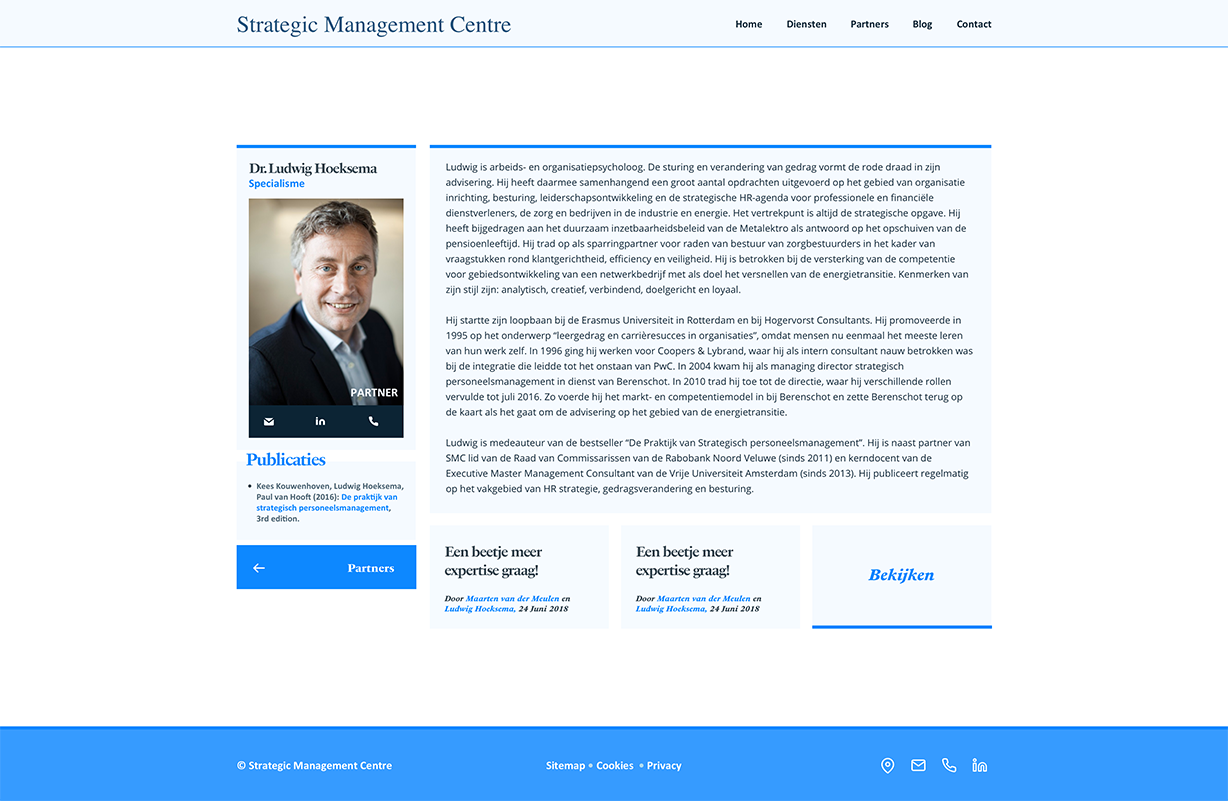 Strategic Management Centre
Home Diensten Partners Blog Contact
Dr. Ludwig Hoeksema
Specialisme
PARTNER
in
Publicaties
• Kees Kouwenhoven, Ludwig Hoeksema,
Paul van Hooft (2016): De praktijk van
strategisch personeelsmanagement,
3rd edition.
← Partners
Ludwig is arbeids- en organisatiepsycholoog. De sturing en verandering van gedrag vormt de rode draad in zijn
advisering. Hij heeft daarmee samenhangend een groot aantal opdrachten uitgevoerd op het gebied van organisatie
inrichting, besturing, leiderschapsontwikkeling en de strategische HR-agenda voor professionele en financiële
dienstverleners, de zorg en bedrijven in de industrie en energie. Het vertrekpunt is altijd de strategische opgave. Hij
heeft bijgedragen aan het duurzaam inzetbaarheidsbeleid van de Metalektro als antwoord op het opschuiven van de
pensioenleeftijd. Hij trad op als sparringpartner voor raden van bestuur van zorgbestuurders in het kader van
vraagstukken rond klantgerichtheid, efficiency en veiligheid. Hij is betrokken bij de versterking van de competentie
voor gebiedsontwikkeling van een netwerkbedrijf met als doel het versnellen van de energietransitie. Kenmerken van
zijn stijl zijn: analytisch, creatief, verbindend, doelgericht en loyaal.
Hij startte zijn loopbaan bij de Erasmus Universiteit in Rotterdam en bij Hogervorst Consultants. Hij promoveerde in
1995 op het onderwerp “leergedrag en carrièresucces in organisaties”, omdat mensen nu eenmaal het meeste leren
van hun werk zelf. In 1996 ging hij werken voor Coopers & Lybrand, waar hij als intern consultant nauw betrokken was
bij de integratie die leidde tot het onstaan van PwC. In 2004 kwam hij als managing director strategisch
personeelsmanagement in dienst van Berenschot. In 2010 trad hij toe tot de directie, waar hij verschillende rollen
vervulde tot juli 2016. Zo voerde hij het markt- en competentiemodel in bij Berenschot en zette Berenschot terug op
de kaart als het gaat om de advisering op het gebied van de energietransitie.
Ludwig is medeauteur van de bestseller “De Praktijk van Strategisch personeelsmanagement”. Hij is naast partner van
SMC lid van de Raad van Commissarissen van de Rabobank Noord Veluwe (sinds 2011) en kerndocent van de
Executive Master Management Consultant van de Vrije Universiteit Amsterdam (sinds 2013). Hij publiceert regelmatig
op het vakgebied van HR strategie, gedragsverandering en besturing.
Een beetje meer
expertise graag!
Door Maarten van der Meulen en
Ludwig Hoeksema, 24 Juni 2018
Een beetje meer
expertise graag!
Door Maarten van der Meulen en
Ludwig Hoeksema, 24 Juni 2018
Bekijken
© Strategic Management Centre
Sitemap • Cookies • Privacy
in